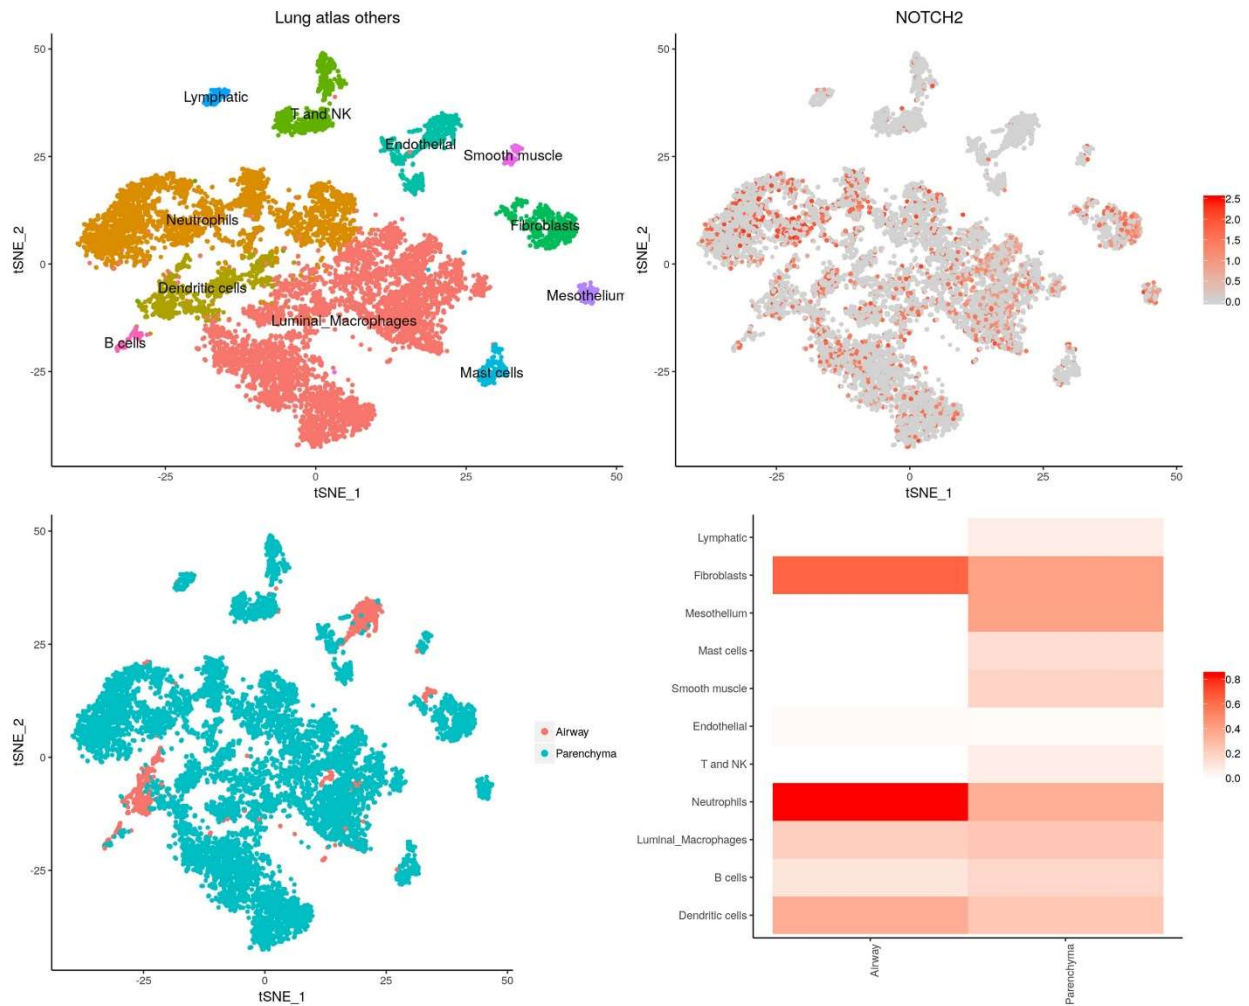 Lung atlas others
50
25
0
-25
tSNE_2
Lymphatic
T and NK
Endothelial
Smooth muscle
Neutrophils
Fibroblasts
Dendritic cells
Mesothelium
Luminal_Macrophages
B cells
Mast cells
-25
0
25
50
tSNE_1
NOTCH2
50
25
0
-25
tSNE_2
2.5
2.0
1.5
1.0
0.5
0.0
-25
0
25
50
tSNE_1
50
25
0
-25
tSNE_2
Airway
Parenchyma
-25
0
25
50
tSNE_1
Lymphatic
Fibroblasts
Mesothelium
Mast cells
Smooth muscle
Endothelial
T and NK
Neutrophils
Luminal_Macrophages
B cells
Dendritic cells
Airway
Parenchyma
0.8
0.6
0.4
0.2
0.0